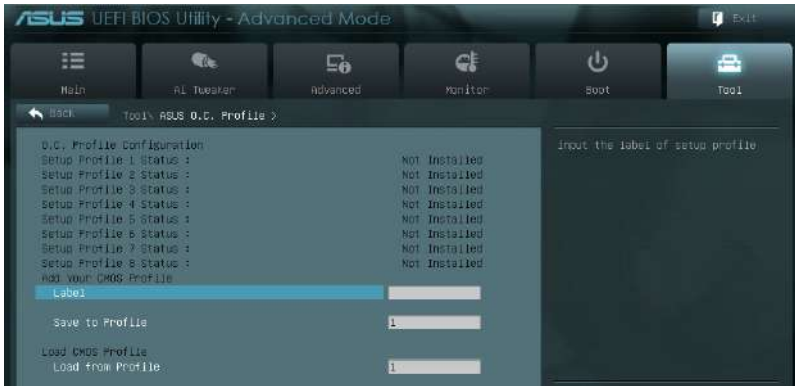 ASUS UEFI BIOS Utility - Advanced Mode
Exit
Main
Ai Tweaker
Advanced
Monitor
Boot
Tool
Back
Tool\ ASUS O.C. Profile >
O.C. Profile Configuration
Setup Profile 1 Status : Not Installed
Setup Profile 2 Status : Not Installed
Setup Profile 3 Status : Not Installed
Setup Profile 4 Status : Not Installed
Setup Profile 5 Status : Not Installed
Setup Profile 6 Status : Not Installed
Setup Profile 7 Status : Not Installed
Setup Profile 8 Status : Not Installed
Add Your CMOS Profile
Label
Save to Profile 1
Load CMOS Profile
Load from Profile 1
input the label of setup profile